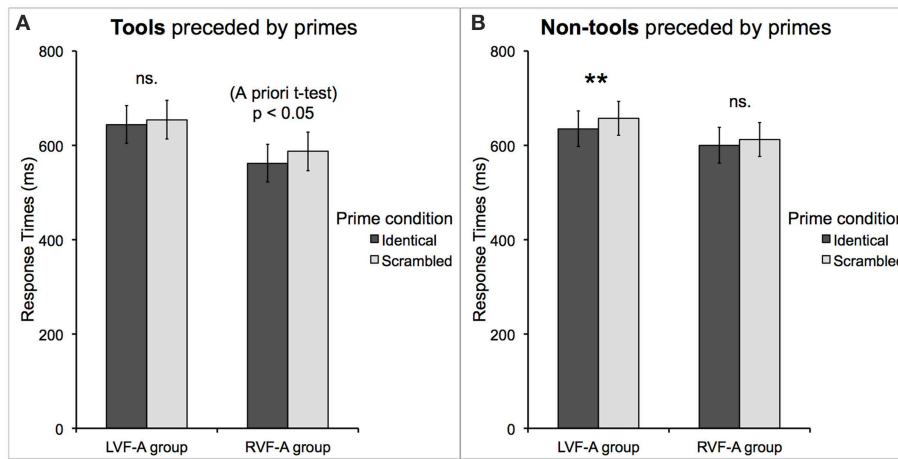 A
Tools preceded by primes
800
600
400
200
0
Response Times (ms)
ns.
(A priori t-test)
p < 0.05
Prime condition
Identical
Scrambled
LVF-A group
RVF-A group
B
Non-tools preceded by primes
800
600
400
200
0
Response Times (ms)
**
ns.
Prime condition
Identical
Scrambled
LVF-A group
RVF-A group